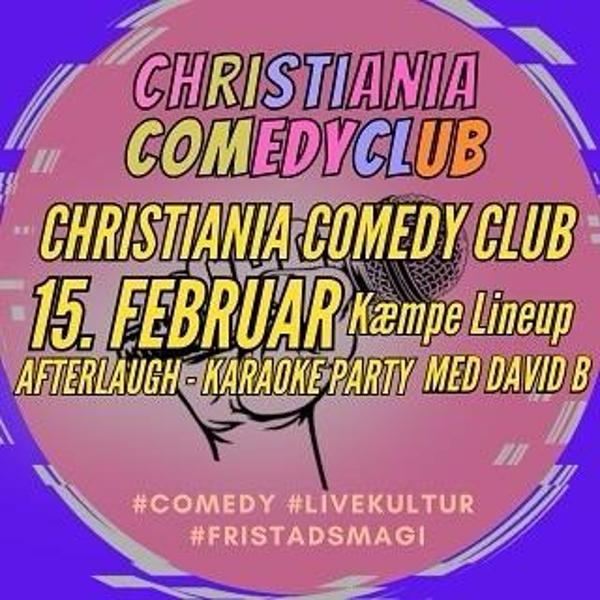 CHRISTIANIA
COMEDYCLUB
CHRISTIANIA COMEDY CLUB
15. FEBRUAR Kæmpe Lineup
AFTERLAUGH - KARAOKE PARTY MED DAVID B
#COMEDY #LIVEKULTUR
#FRISTADSMAGI